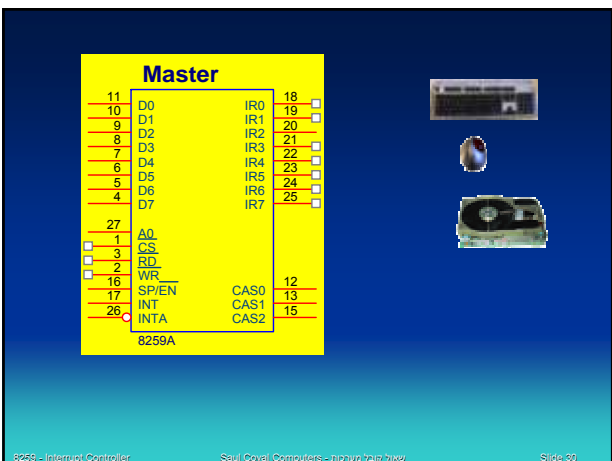 Master
11 D0 IR0 18
10 D1 IR1 19
9 D2 IR2 20
8 D3 IR3 21
7 D4 IR4 22
6 D5 IR5 23
5 D6 IR6 24
4 D7 IR7 25
27 A0
1 CS
3 RD
2 WR
16 SP/EN CAS0 12
17 INT CAS1 13
26 INTA CAS2 15
8259A
8259 - Interrupt Controller Saul Coval Computers - שאול קובל מערכות Slide 30